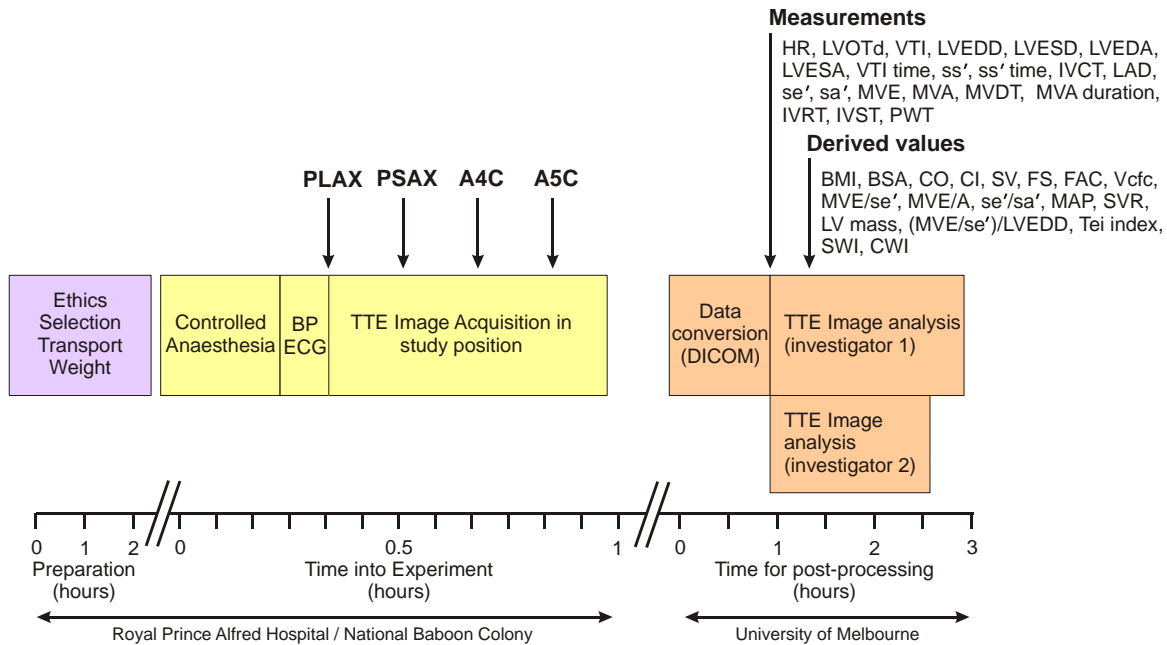 Measurements
HR, LVOTd, VTI, LVEDD, LVESD, LVEDA,
LVESA, VTI time, ss′, ss′ time, IVCT, LAD,
se′, sa′, MVE, MVA, MVDT, MVA duration,
IVRT, IVST, PWT
Derived values
BMI, BSA, CO, CI, SV, FS, FAC, Vcfc,
MVE/se′, MVE/A, se′/sa′, MAP, SVR,
LV mass, (MVE/se′)/LVEDD, Tei index,
SWI, CWI
PLAX PSAX A4C A5C
Ethics
Selection
Transport
Weight
Controlled
Anaesthesia
BP
ECG
TTE Image Acquisition in
study position
Data
conversion
(DICOM)
TTE Image analysis
(investigator 1)
TTE Image
analysis
(investigator 2)
0 1 2
Preparation
(hours)
0 0.5 1
Time into Experiment
(hours)
0 1 2 3
Time for post-processing
(hours)
Royal Prince Alfred Hospital / National Baboon Colony
University of Melbourne